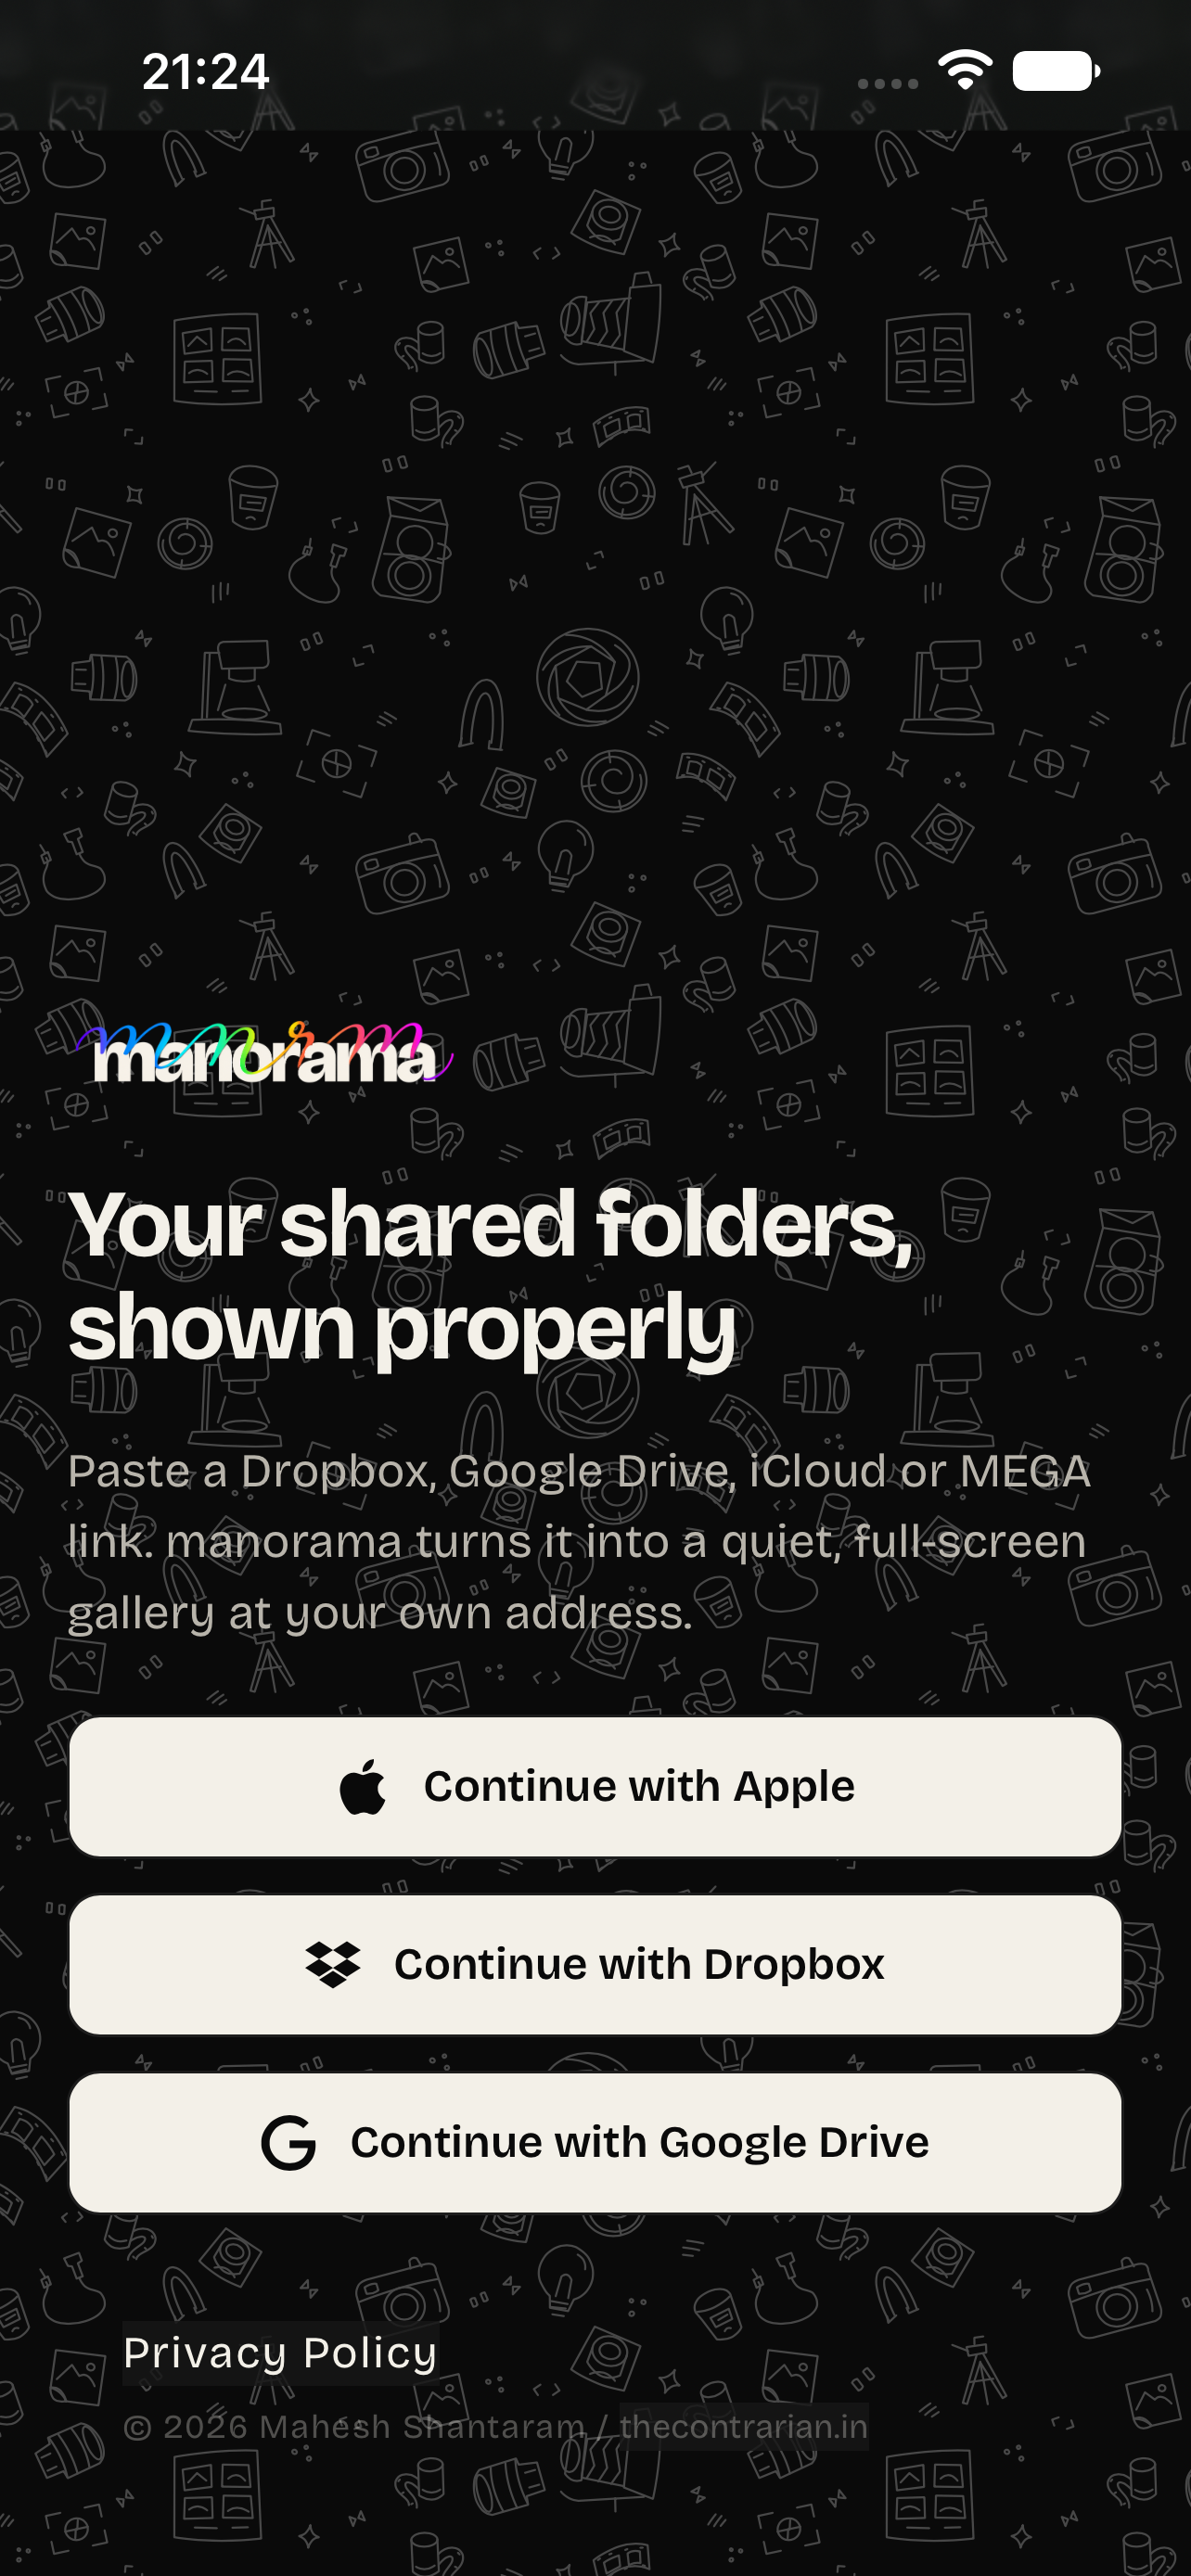 21:24
manorama
Your shared folders,
shown properly
Paste a Dropbox, Google Drive, iCloud or MEGA
link. manorama turns it into a quiet, full-screen
gallery at your own address.
Continue with Apple
Continue with Dropbox
Continue with Google Drive
Privacy Policy
© 2026 Mahesh Shantaram / thecontrarian.in